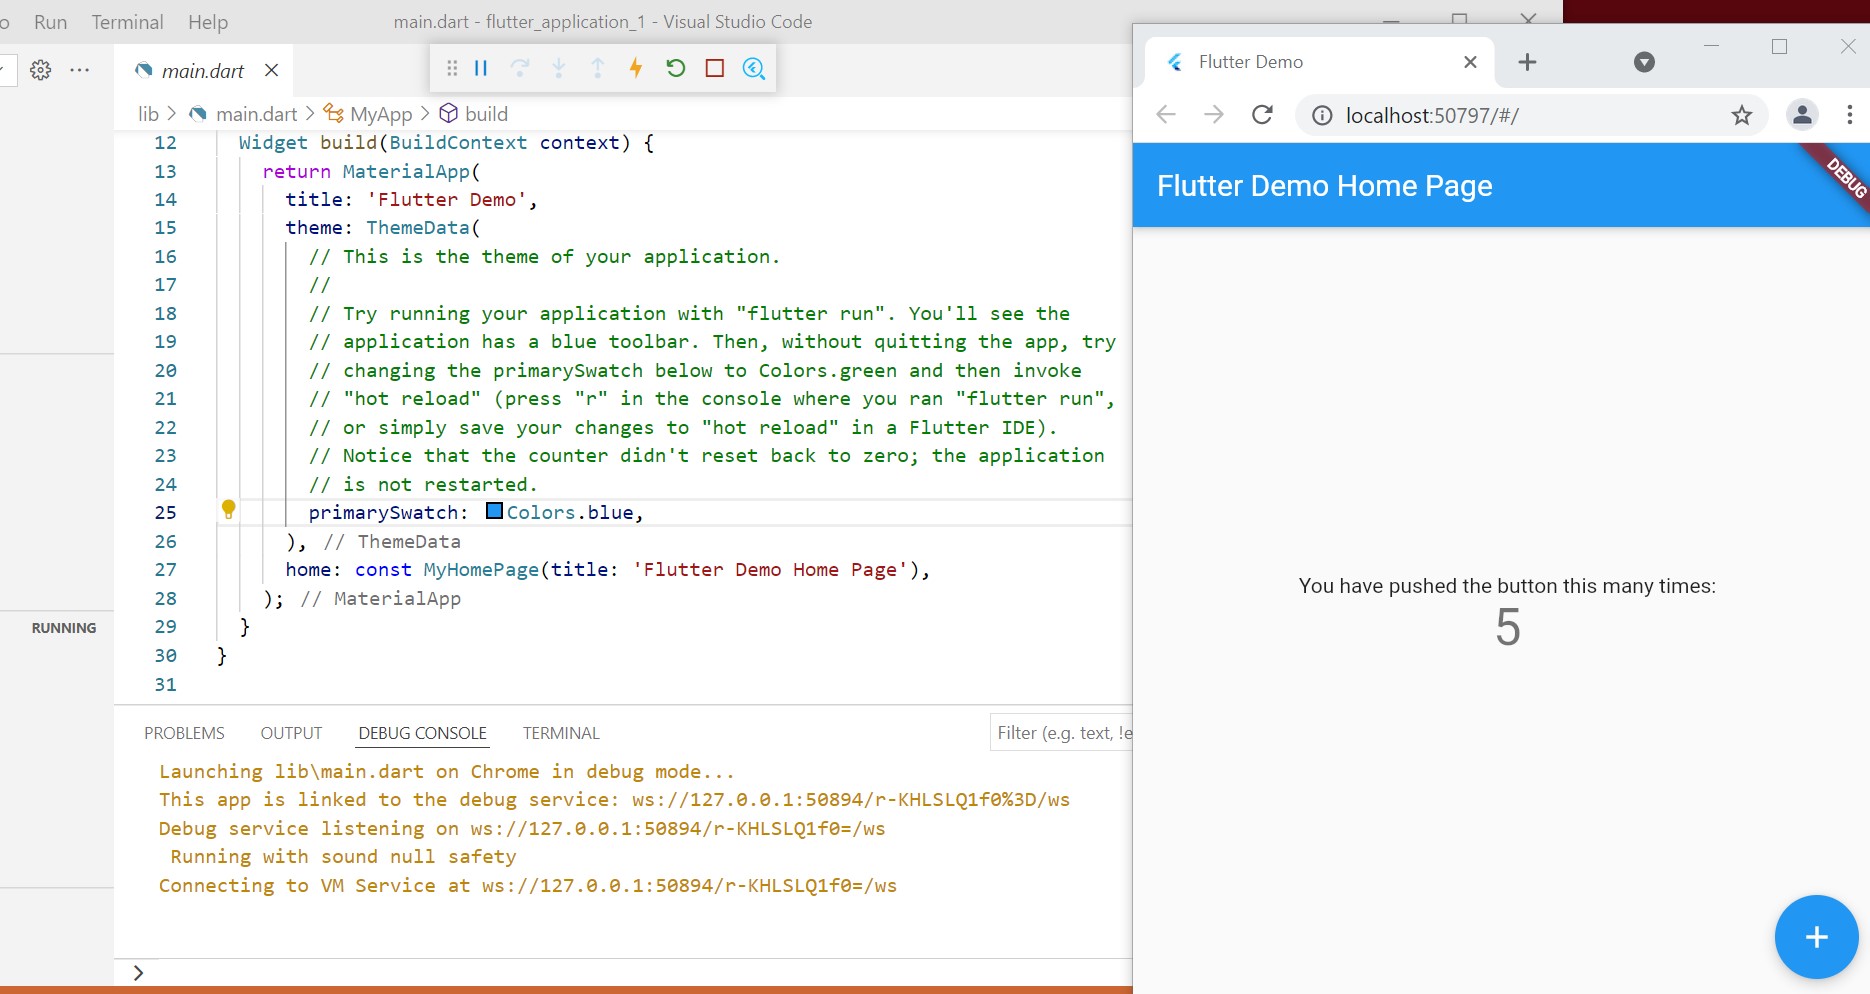 Run Terminal Help main.dart - flutter_application_1 - Visual Studio Code
main.dart
lib > main.dart > MyApp > build
12 Widget build(BuildContext context) {
13 return MaterialApp(
14 title: 'Flutter Demo',
15 theme: ThemeData(
16 // This is the theme of your application.
17 //
18 // Try running your application with "flutter run". You'll see the
19 // application has a blue toolbar. Then, without quitting the app, try
20 // changing the primarySwatch below to Colors.green and then invoke
21 // "hot reload" (press "r" in the console where you ran "flutter run",
22 // or simply save your changes to "hot reload" in a Flutter IDE).
23 // Notice that the counter didn't reset back to zero; the application
24 // is not restarted.
25 primarySwatch: Colors.blue,
26 ), // ThemeData
27 home: const MyHomePage(title: 'Flutter Demo Home Page'),
28 ); // MaterialApp
29 }
30 }
31
RUNNING
PROBLEMS OUTPUT DEBUG CONSOLE TERMINAL Filter (e.g. text, !e
Launching lib\main.dart on Chrome in debug mode...
This app is linked to the debug service: ws://127.0.0.1:50894/r-KHLSLQ1f0%3D/ws
Debug service listening on ws://127.0.0.1:50894/r-KHLSLQ1f0=/ws
Running with sound null safety
Connecting to VM Service at ws://127.0.0.1:50894/r-KHLSLQ1f0=/ws
>
Flutter Demo
localhost:50797/#/
Flutter Demo Home Page
DEBUG
You have pushed the button this many times:
5
+